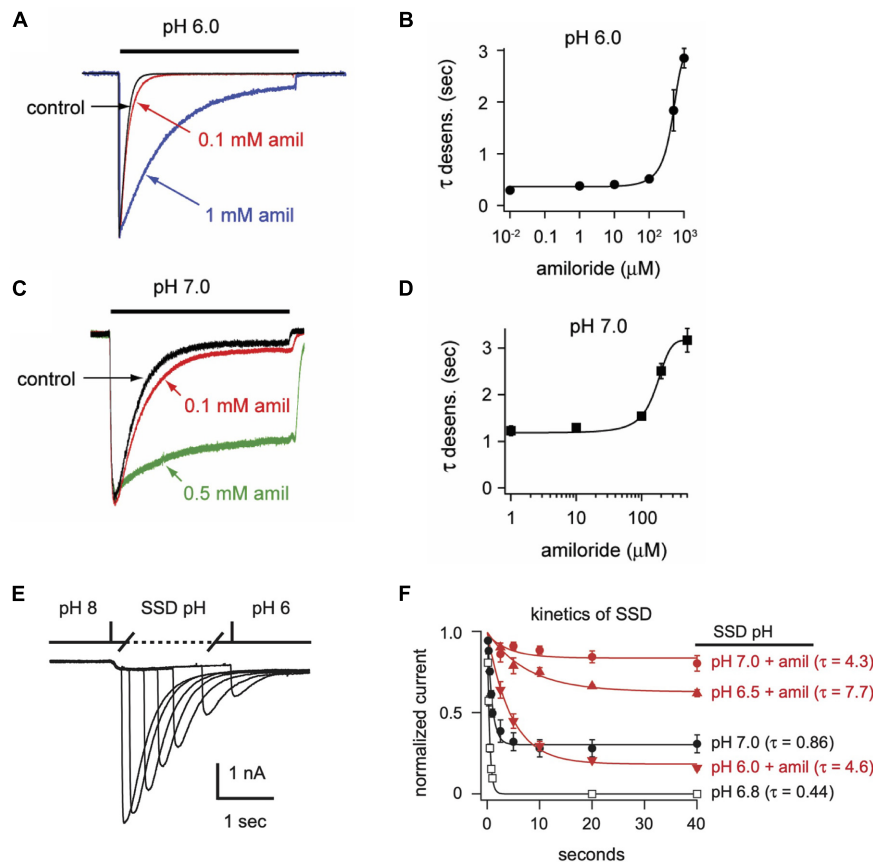 A
pH 6.0
control
0.1 mM amil
1 mM amil
B
pH 6.0
3
2
1
0
τ desens. (sec)
10⁻² 0.1 1 10 10² 10³
amiloride (µM)
C
pH 7.0
control
0.1 mM amil
0.5 mM amil
D
pH 7.0
3
2
1
0
τ desens. (sec)
1 10 100
amiloride (µM)
E
pH 8 SSD pH pH 6
1 nA
1 sec
F
kinetics of SSD
SSD pH
1.0
0.5
0
normalized current
0 10 20 30 40
seconds
pH 7.0 + amil (τ = 4.3)
pH 6.5 + amil (τ = 7.7)
pH 7.0 (τ = 0.86)
pH 6.0 + amil (τ = 4.6)
pH 6.8 (τ = 0.44)